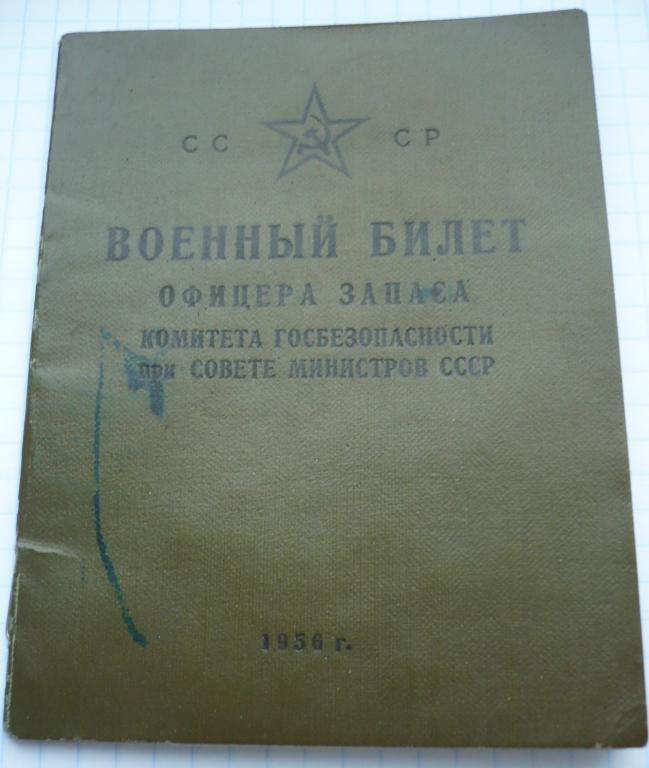 СС СР
ВОЕННЫЙ БИЛЕТ
ОФИЦЕРА ЗАПАСА
КОМИТЕТА ГОСБЕЗОПАСНОСТИ
при СОВЕТЕ МИНИСТРОВ СССР
1956 г.